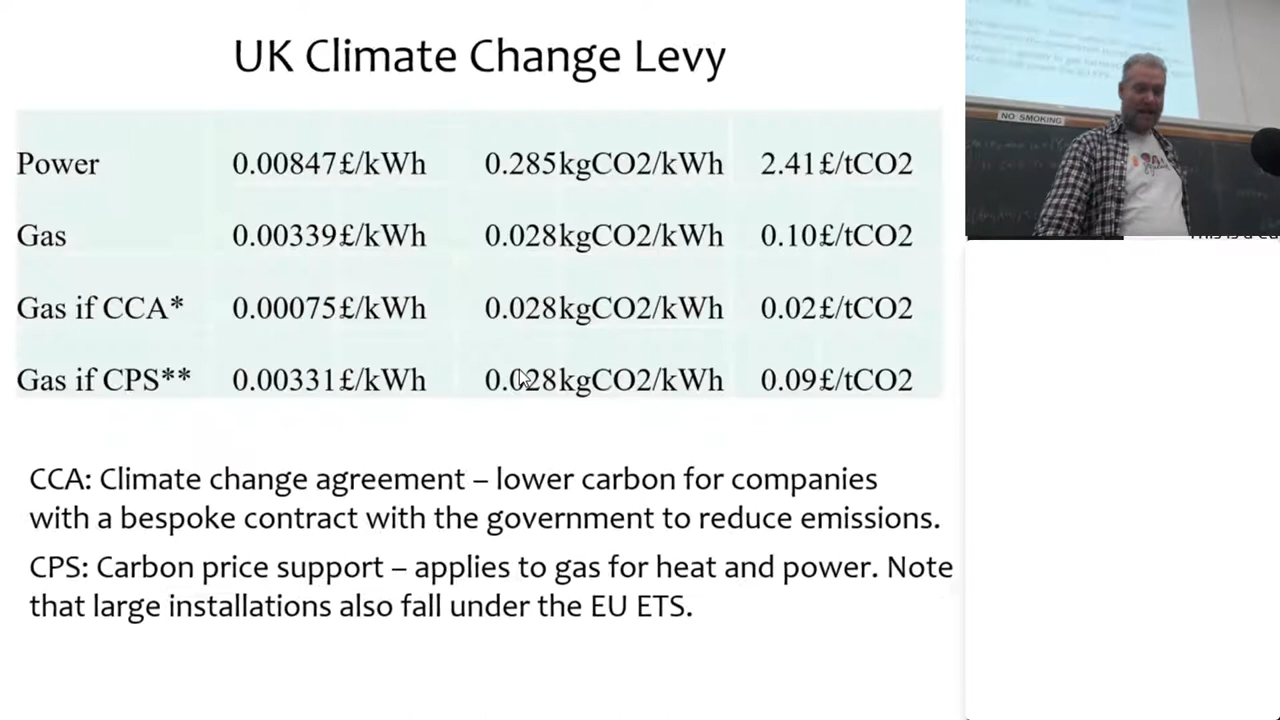 UK Climate Change Levy
Power 0.00847£/kWh 0.285kgCO2/kWh 2.41£/tCO2
Gas 0.00339£/kWh 0.028kgCO2/kWh 0.10£/tCO2
Gas if CCA* 0.00075£/kWh 0.028kgCO2/kWh 0.02£/tCO2
Gas if CPS** 0.00331£/kWh 0.028kgCO2/kWh 0.09£/tCO2
CCA: Climate change agreement – lower carbon for companies
with a bespoke contract with the government to reduce emissions.
CPS: Carbon price support – applies to gas for heat and power. Note
that large installations also fall under the EU ETS.
NO SMOKING